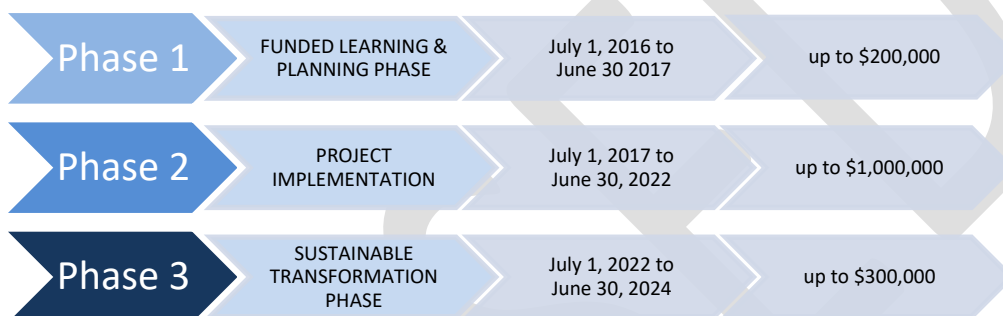 Phase 1
FUNDED LEARNING &
PLANNING PHASE
July 1, 2016 to
June 30 2017
up to $200,000
Phase 2
PROJECT
IMPLEMENTATION
July 1, 2017 to
June 30, 2022
up to $1,000,000
Phase 3
SUSTAINABLE
TRANSFORMATION
PHASE
July 1, 2022 to
June 30, 2024
up to $300,000